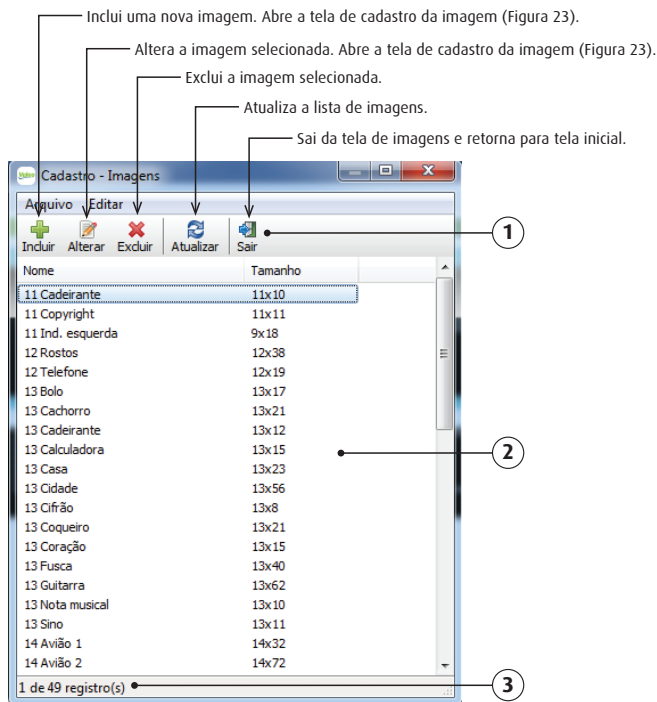 Inclui uma nova imagem. Abre a tela de cadastro da imagem (Figura 23).
Altera a imagem selecionada. Abre a tela de cadastro da imagem (Figura 23).
Exclui a imagem selecionada.
Atualiza a lista de imagens.
Sai da tela de imagens e retorna para tela inicial.
Cadastro - Imagens
Arquivo Editar
Incluir Alterar Excluir Atualizar Sair
1
Nome Tamanho
11 Cadeirante 11x10
11 Copyright 11x11
11 Ind. esquerda 9x18
12 Rostos 12x38
12 Telefone 12x19
13 Bolo 13x17
13 Cachorro 13x21
13 Cadeirante 13x12
13 Calculadora 13x15
2
13 Casa 13x23
13 Cidade 13x56
13 Cifrão 13x8
13 Coqueiro 13x21
13 Coração 13x15
13 Fusca 13x40
13 Guitarra 13x62
13 Nota musical 13x10
13 Sino 13x11
14 Avião 1 14x32
14 Avião 2 14x72
1 de 49 registro(s)
3